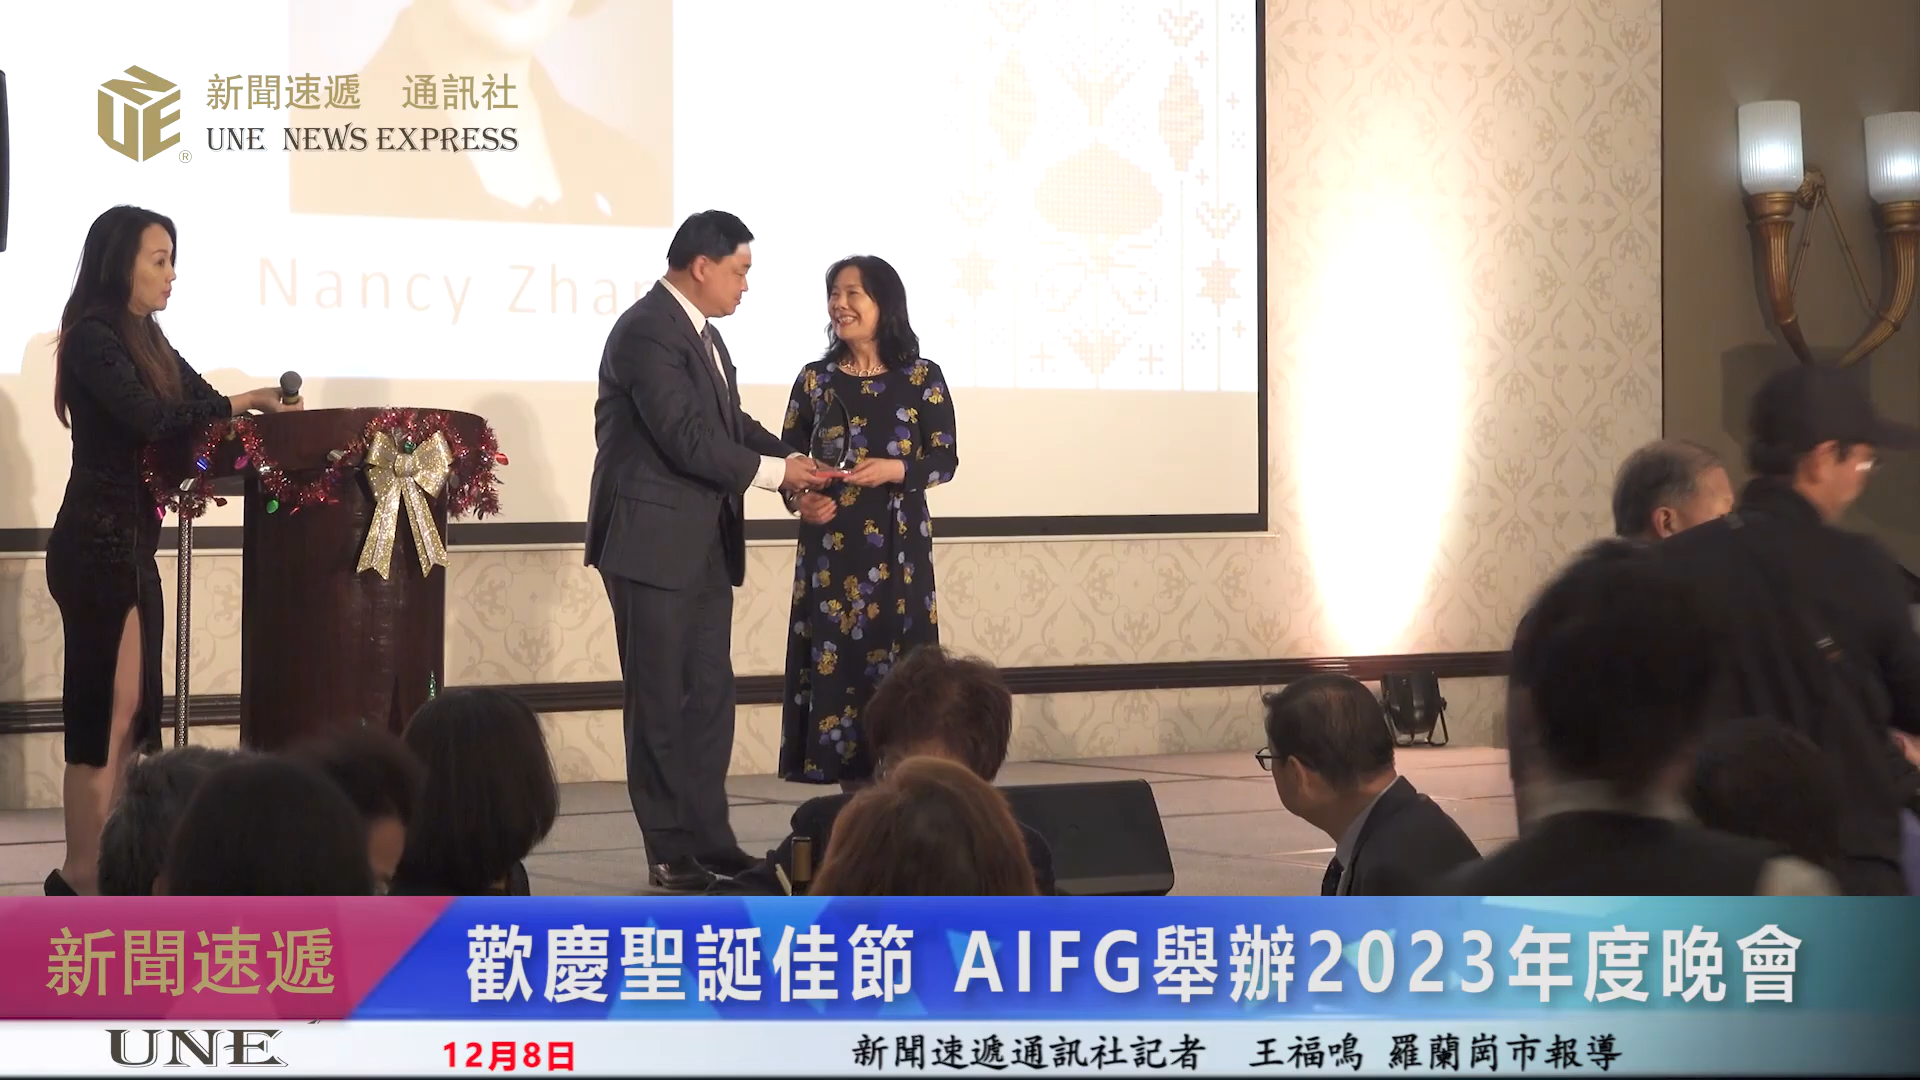 新聞速遞 通訊社
UNE NEWS EXPRESS
Nancy
新聞速遞
歡慶聖誕佳節 AIFG舉辦2023年度晚會
UNE
12月8日
新聞速遞通訊社記者 王福鳴 羅蘭崗市報導